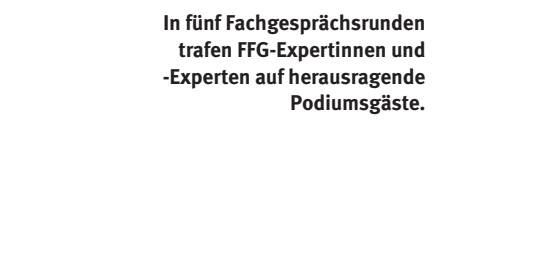 In fünf Fachgesprächsrunden
trafen FFG-Expertinnen und
-Experten auf herausragende
Podiumsgäste.